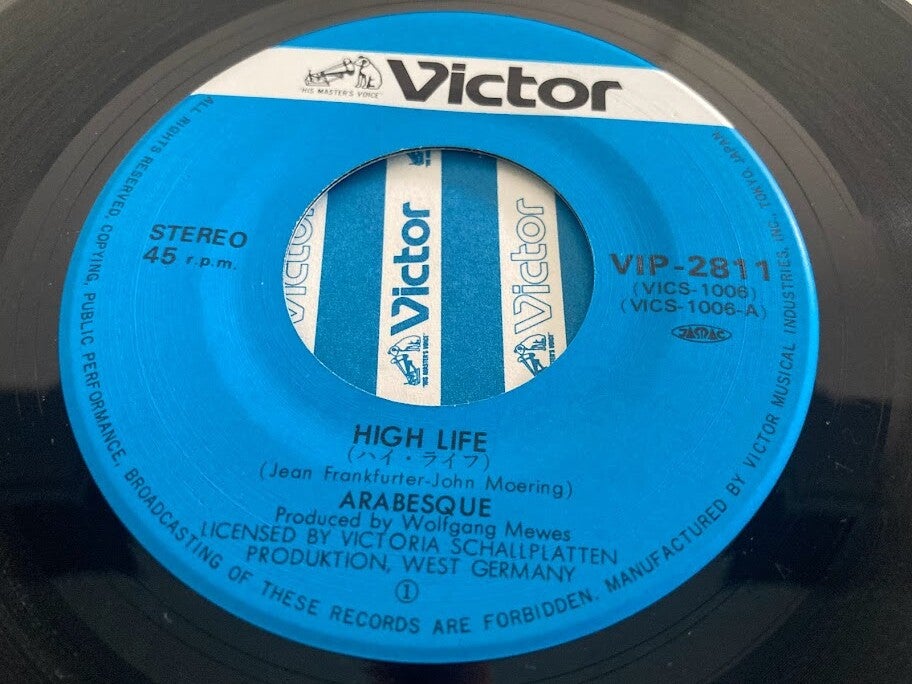 "HIS MASTER'S VOICE"
Victor
STEREO
45 r.p.m.
VIP-2811
(VICS-1006)
(VICS-1006-A)
JASRAC
Victor
Victor
"HIS MASTER'S VOICE"
Victor
HIGH LIFE
(ハイ・ライフ)
(Jean Frankfurter-John Moering)
ARABESQUE
Produced by Wolfgang Mewes
LICENSED BY VICTORIA SCHALLPLATTEN
PRODUKTION, WEST GERMANY
①
ALL RIGHTS RESERVED. COPYING, PUBLIC PERFORMANCE, BROADCASTING OF THESE RECORDS ARE FORBIDDEN. MANUFACTURED BY VICTOR MUSICAL INDUSTRIES, INC. TOKYO, JAPAN